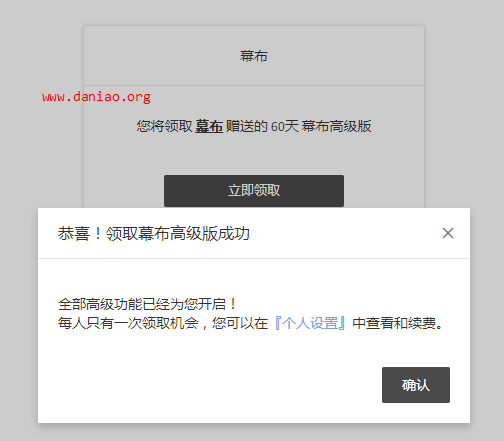 幕布
www.daniao.org
您将领取 幕布 赠送的 60天 幕布高级版
立即领取
恭喜！领取幕布高级版成功
全部高级功能已经为您开启！
每人只有一次领取机会，您可以在『个人设置』中查看和续费。
确认